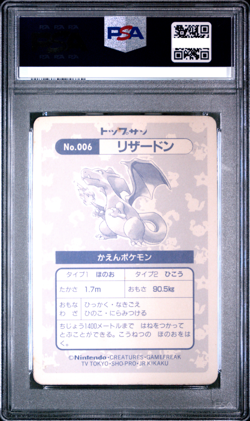 PSA
トップサン
No.006 リザードン
かえんポケモン
タイプ1 ほのお タイプ2 ひこう
たかさ 1.7m おもさ 90.5kg
おもな ひっかく・なきごえ
わ ざ ひのこ・にらみつける
ちじょう1400メートルまで はねをつかって
とぶことができる。こうねつの ほのおをはく。
©Nintendo・CREATURES・GAMEFREAK
TV TOKYO・SHO-PRO・JR KIKAKU